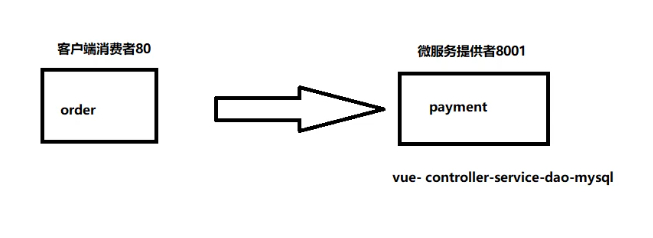 客户端消费者80
微服务提供者8001
order
payment
vue- controller-service-dao-mysql